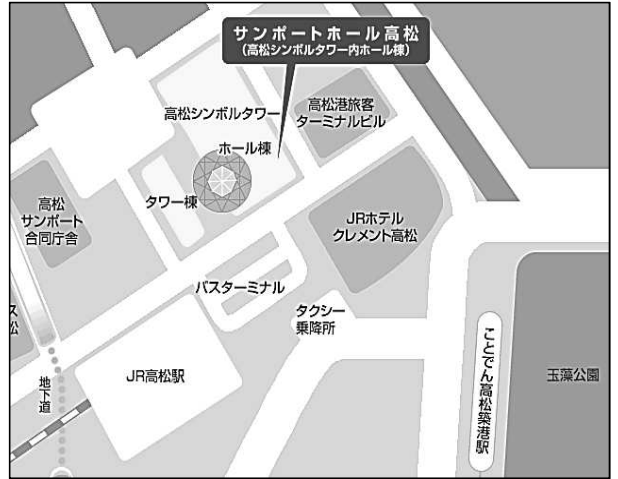 サンポートホール高松
(高松シンボルタワー内ホール棟)
高松シンボルタワー
ホール棟
タワー棟
高松港旅客
ターミナルビル
高松
サンポート
合同庁舎
JRホテル
クレメント高松
バスターミナル
タクシー
乗降所
JR高松駅
地下道
ことでん高松築港駅
玉藻公園
ス
松